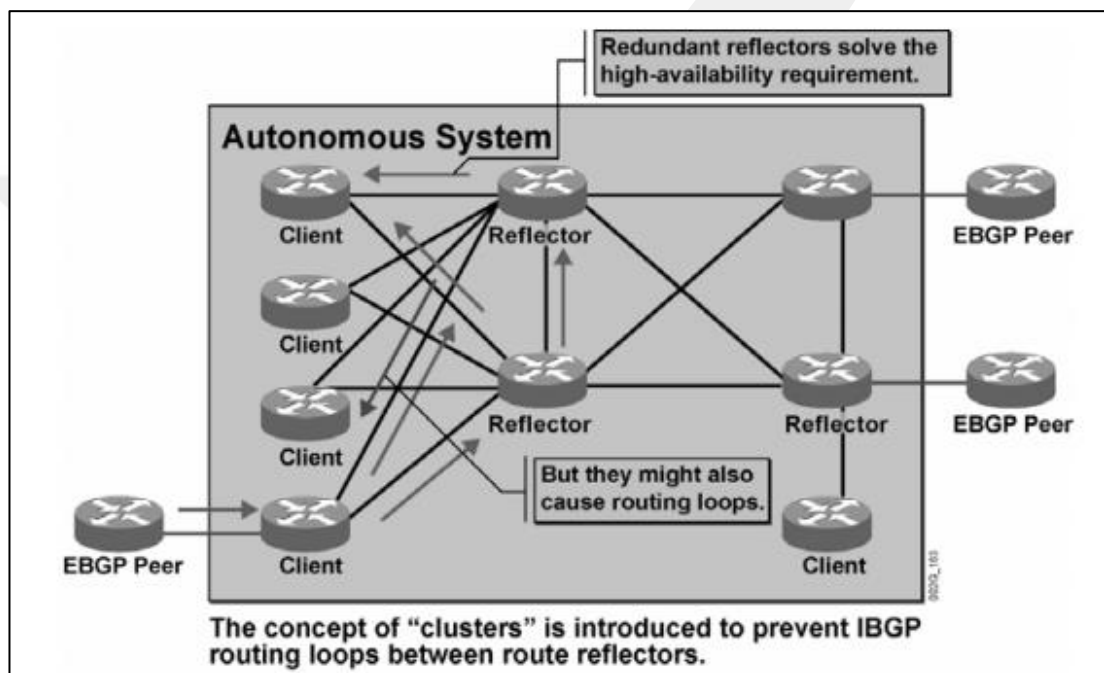 Redundant reflectors solve the
high-availability requirement.
Autonomous System
Client
Reflector
EBGP Peer
Client
Client
Reflector
Reflector
EBGP Peer
But they might also
cause routing loops.
EBGP Peer
Client
Client
002G_163
The concept of “clusters” is introduced to prevent IBGP
routing loops between route reflectors.